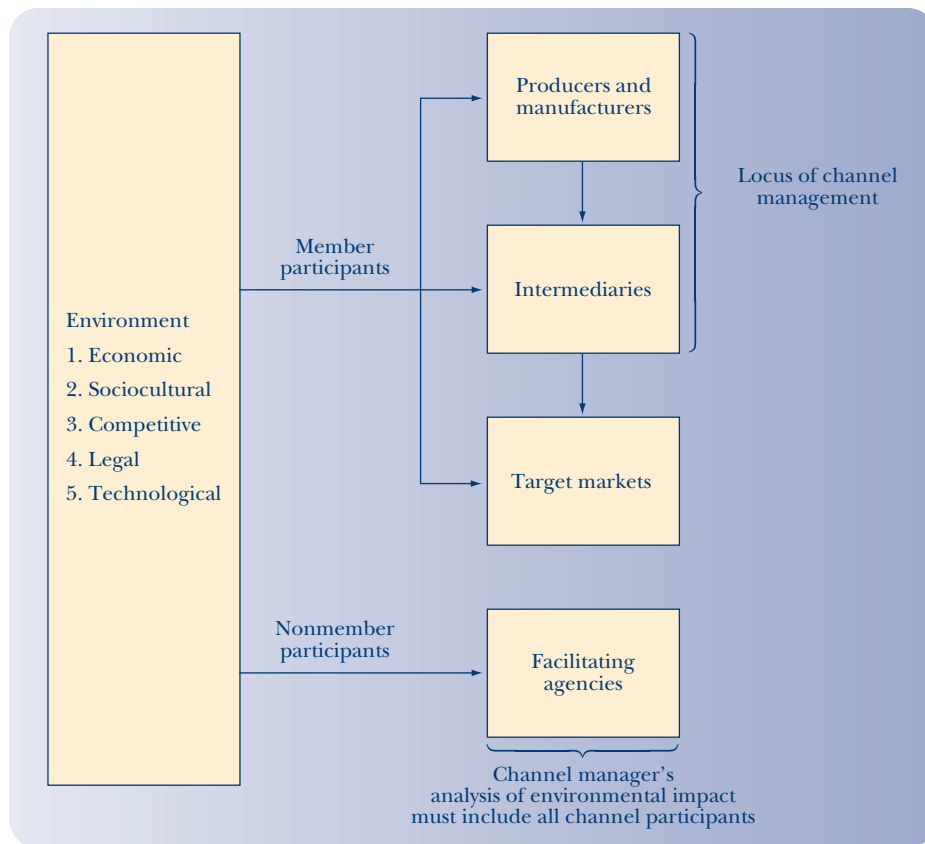 Environment
1. Economic
2. Sociocultural
3. Competitive
4. Legal
5. Technological
Member
participants
Nonmember
participants
Producers and
manufacturers
Intermediaries
Target markets
Facilitating
agencies
Locus of channel
management
Channel manager’s
analysis of environmental impact
must include all channel participants